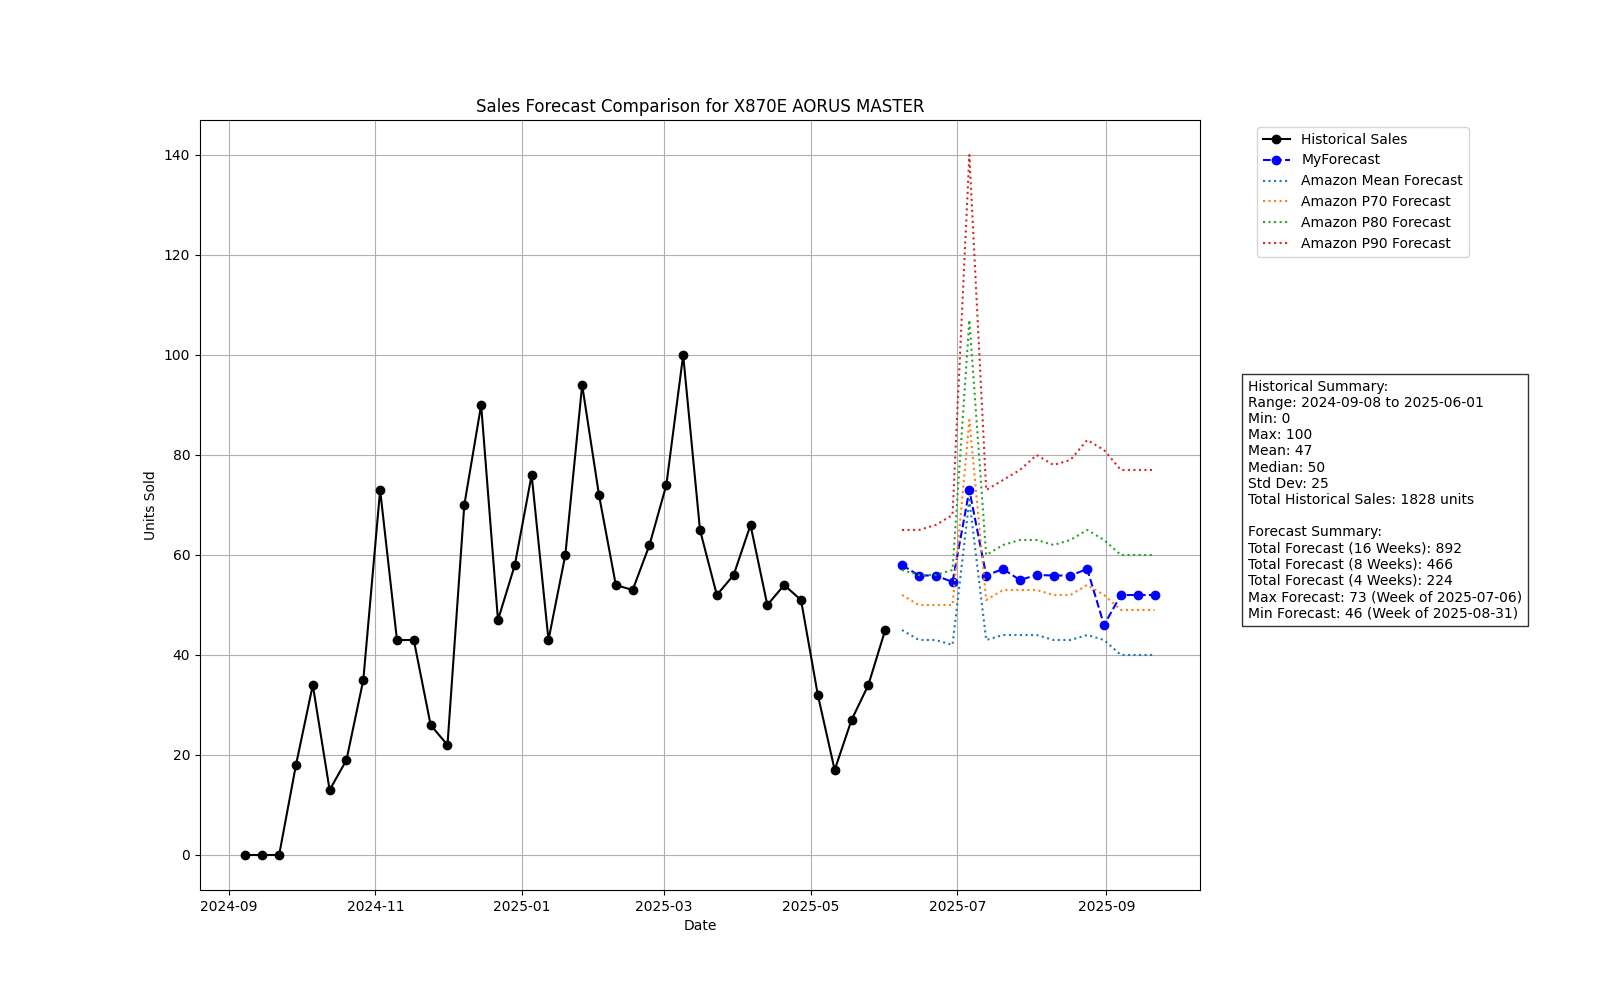 Sales Forecast Comparison for X870E AORUS MASTER
Units Sold
140
120
100
80
60
40
20
0
2024-09
2024-11
2025-01
2025-03
2025-05
2025-07
2025-09
Date
Historical Sales
MyForecast
Amazon Mean Forecast
Amazon P70 Forecast
Amazon P80 Forecast
Amazon P90 Forecast
Historical Summary:
Range: 2024-09-08 to 2025-06-01
Min: 0
Max: 100
Mean: 47
Median: 50
Std Dev: 25
Total Historical Sales: 1828 units
Forecast Summary:
Total Forecast (16 Weeks): 892
Total Forecast (8 Weeks): 466
Total Forecast (4 Weeks): 224
Max Forecast: 73 (Week of 2025-07-06)
Min Forecast: 46 (Week of 2025-08-31)